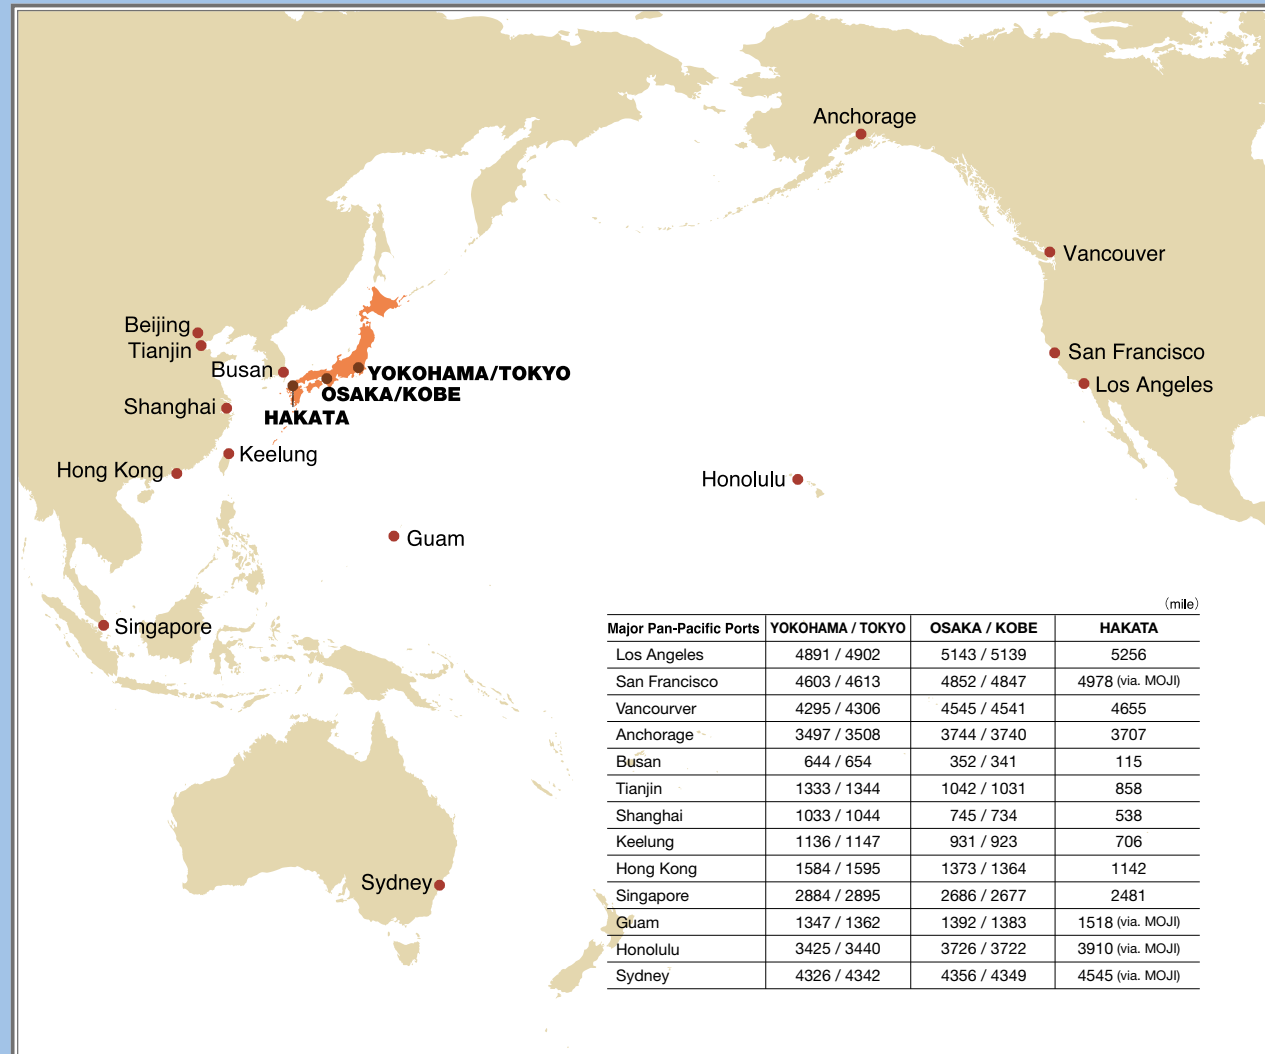 Anchorage
Vancouver
Beijing
Tianjin
Busan
San Francisco
YOKOHAMA/TOKYO
Los Angeles
OSAKA/KOBE
Shanghai
HAKATA
Keelung
Hong Kong
Honolulu
Guam
Singapore
Sydney
(mile)
Major Pan-Pacific Ports YOKOHAMA / TOKYO OSAKA / KOBE HAKATA
Los Angeles 4891 / 4902 5143 / 5139 5256
San Francisco 4603 / 4613 4852 / 4847 4978 (via. MOJI)
Vancourver 4295 / 4306 4545 / 4541 4655
Anchorage 3497 / 3508 3744 / 3740 3707
Busan 644 / 654 352 / 341 115
Tianjin 1333 / 1344 1042 / 1031 858
Shanghai 1033 / 1044 745 / 734 538
Keelung 1136 / 1147 931 / 923 706
Hong Kong 1584 / 1595 1373 / 1364 1142
Singapore 2884 / 2895 2686 / 2677 2481
Guam 1347 / 1362 1392 / 1383 1518 (via. MOJI)
Honolulu 3425 / 3440 3726 / 3722 3910 (via. MOJI)
Sydney 4326 / 4342 4356 / 4349 4545 (via. MOJI)